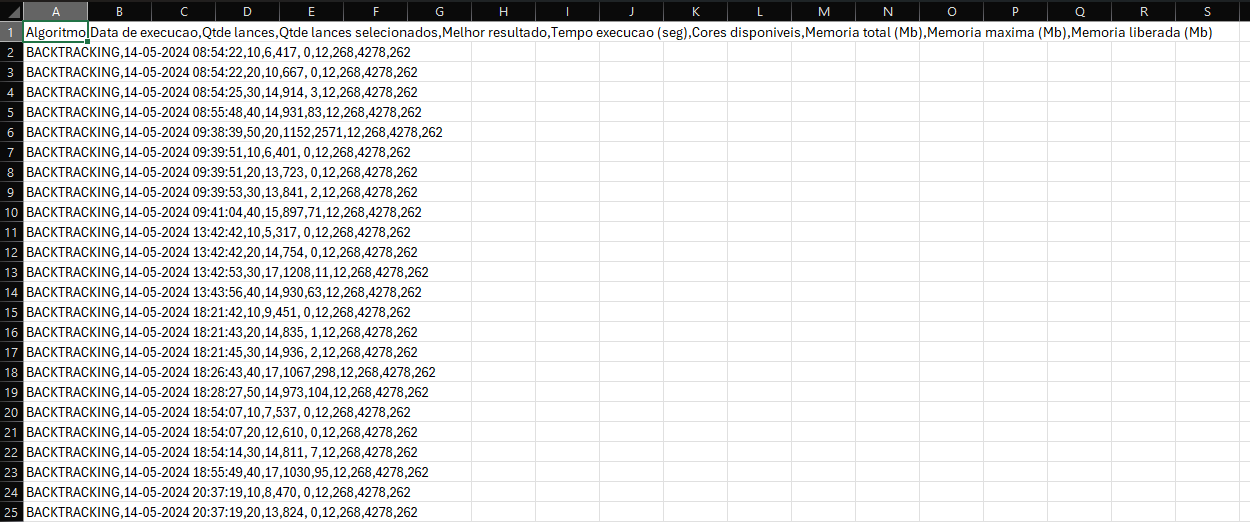 A B C D E F G H I J K L M N O P Q R S
1 Algoritmo,Data de execucao,Qtde lances,Qtde lances selecionados,Melhor resultado,Tempo execucao (seg),Cores disponiveis,Memoria total (Mb),Memoria maxima (Mb),Memoria liberada (Mb)
2 BACKTRACKING,14-05-2024 08:54:22,10,6,417, 0,12,268,4278,262
3 BACKTRACKING,14-05-2024 08:54:22,20,10,667, 0,12,268,4278,262
4 BACKTRACKING,14-05-2024 08:54:25,30,14,914, 3,12,268,4278,262
5 BACKTRACKING,14-05-2024 08:55:48,40,14,931,83,12,268,4278,262
6 BACKTRACKING,14-05-2024 09:38:39,50,20,1152,2571,12,268,4278,262
7 BACKTRACKING,14-05-2024 09:39:51,10,6,401, 0,12,268,4278,262
8 BACKTRACKING,14-05-2024 09:39:51,20,13,723, 0,12,268,4278,262
9 BACKTRACKING,14-05-2024 09:39:53,30,13,841, 2,12,268,4278,262
10 BACKTRACKING,14-05-2024 09:41:04,40,15,897,71,12,268,4278,262
11 BACKTRACKING,14-05-2024 13:42:42,10,5,317, 0,12,268,4278,262
12 BACKTRACKING,14-05-2024 13:42:42,20,14,754, 0,12,268,4278,262
13 BACKTRACKING,14-05-2024 13:42:53,30,17,1208,11,12,268,4278,262
14 BACKTRACKING,14-05-2024 13:43:56,40,14,930,63,12,268,4278,262
15 BACKTRACKING,14-05-2024 18:21:42,10,9,451, 0,12,268,4278,262
16 BACKTRACKING,14-05-2024 18:21:43,20,14,835, 1,12,268,4278,262
17 BACKTRACKING,14-05-2024 18:21:45,30,14,936, 2,12,268,4278,262
18 BACKTRACKING,14-05-2024 18:26:43,40,17,1067,298,12,268,4278,262
19 BACKTRACKING,14-05-2024 18:28:27,50,14,973,104,12,268,4278,262
20 BACKTRACKING,14-05-2024 18:54:07,10,7,537, 0,12,268,4278,262
21 BACKTRACKING,14-05-2024 18:54:07,20,12,610, 0,12,268,4278,262
22 BACKTRACKING,14-05-2024 18:54:14,30,14,811, 7,12,268,4278,262
23 BACKTRACKING,14-05-2024 18:55:49,40,17,1030,95,12,268,4278,262
24 BACKTRACKING,14-05-2024 20:37:19,10,8,470, 0,12,268,4278,262
25 BACKTRACKING,14-05-2024 20:37:19,20,13,824, 0,12,268,4278,262